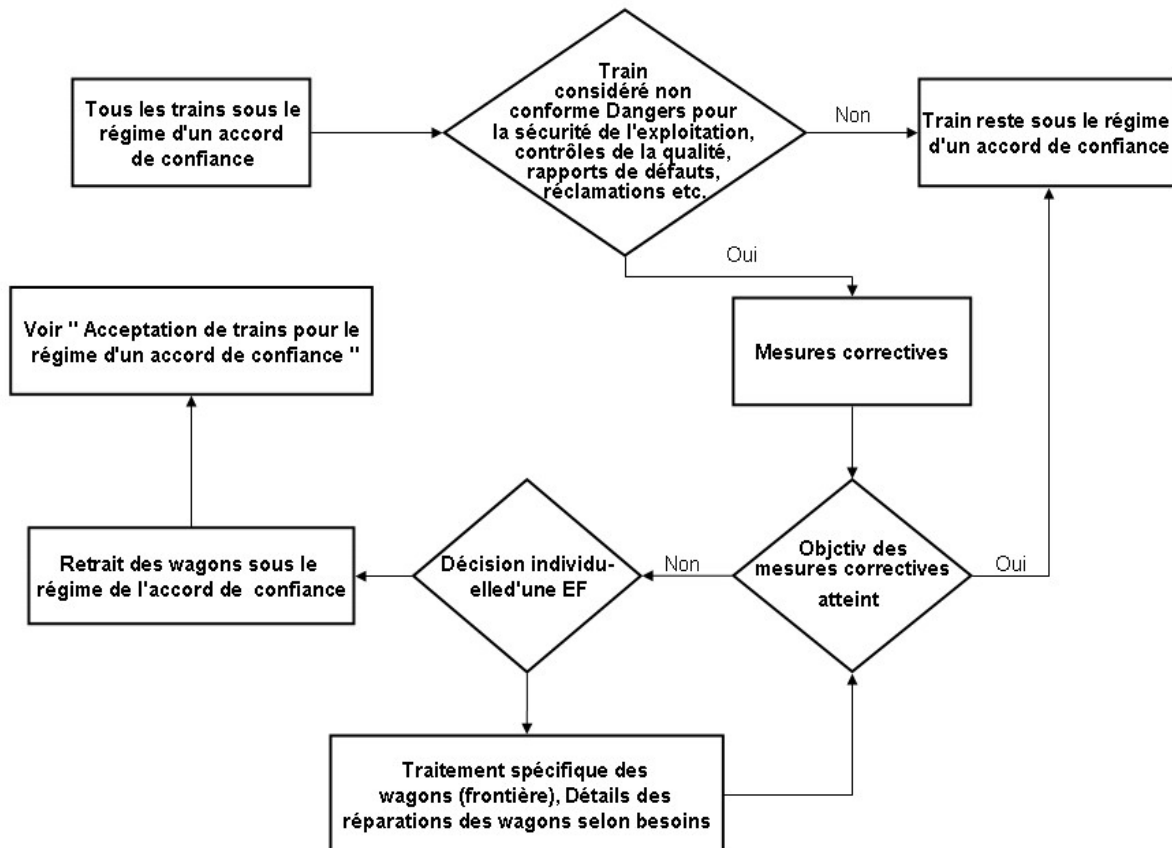 Tous les trains sous le
régime d'un accord
de confiance
Train
considéré non
conforme Dangers pour
la sécurité de l'exploitation,
contrôles de la qualité,
rapports de défauts,
réclamations etc.
Non
Train reste sous le régime
d'un accord de confiance
Oui
Mesures correctives
Voir " Acceptation de trains pour le
régime d'un accord de confiance "
Retrait des wagons sous le
régime de l'accord de confiance
Décision individu-
elled'une EF
Non
Objctiv des
mesures correctives
atteint
Oui
Traitement spécifique des
wagons (frontière), Détails des
réparations des wagons selon besoins